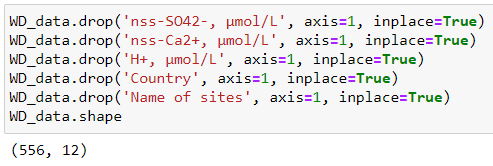 WD_data.drop('nss-SO42-, μmol/L', axis=1, inplace=True)
WD_data.drop('nss-Ca2+, μmol/L', axis=1, inplace=True)
WD_data.drop('H+, μmol/L', axis=1, inplace=True)
WD_data.drop('Country', axis=1, inplace=True)
WD_data.drop('Name of sites', axis=1, inplace=True)
WD_data.shape
(556, 12)